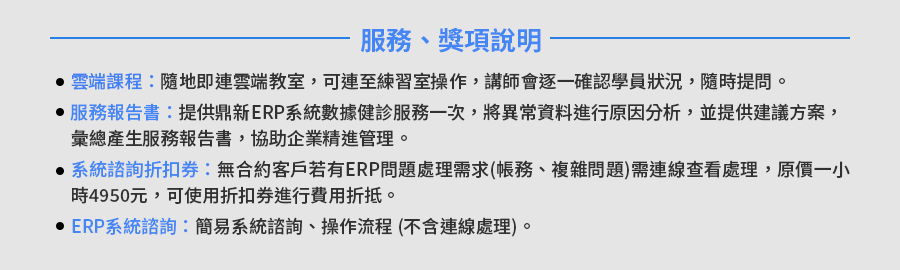 服務、獎項說明
● 雲端課程：隨地即連雲端教室，可連至練習室操作，講師會逐一確認學員狀況，隨時提問。
● 服務報告書：提供鼎新ERP系統數據健診服務一次，將異常資料進行原因分析，並提供建議方案，
彙總產生服務報告書，協助企業精進管理。
● 系統諮詢折扣券：無合約客戶若有ERP問題處理需求(帳務、複雜問題)需連線查看處理，原價一小
時4950元，可使用折扣券進行費用折抵。
● ERP系統諮詢：簡易系統諮詢、操作流程 (不含連線處理)。